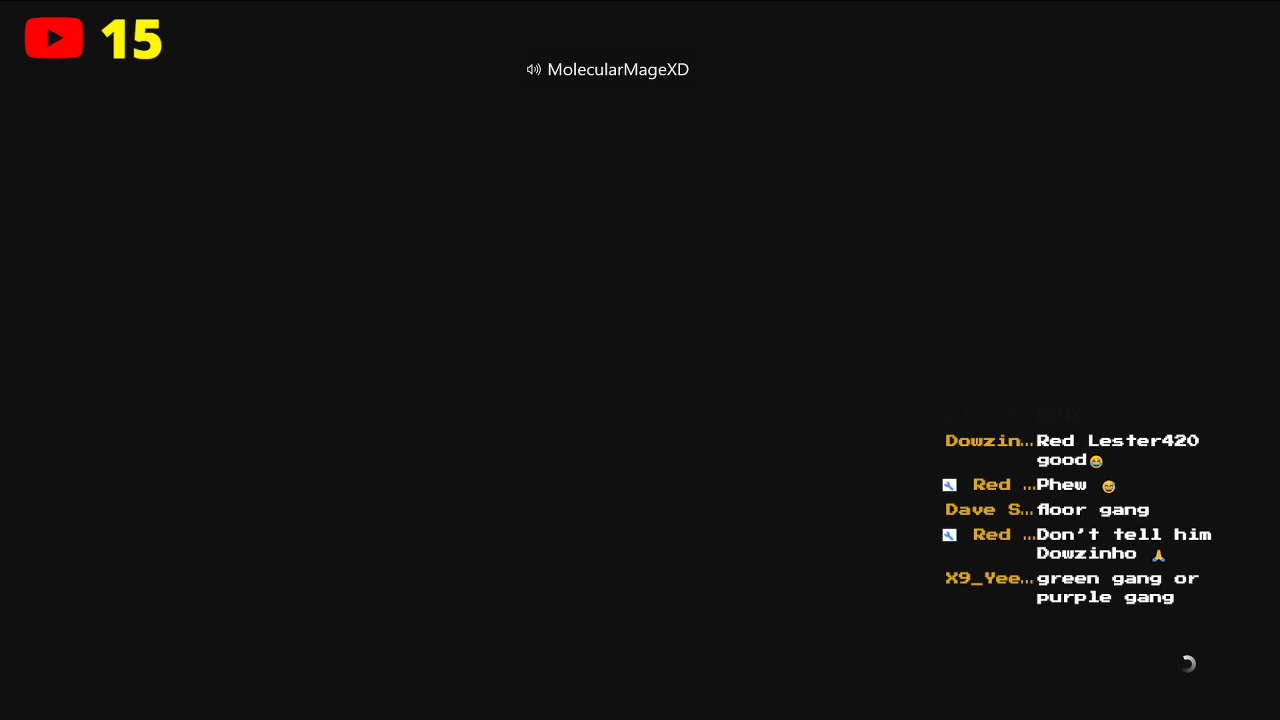 15
MolecularMageXD
Dowzin... Red Lester420
good😂
Red ... Phew 😅
Dave S... floor gang
Red ... Don't tell him
Dowzinho 🙏
X9_Yee... green gang or
purple gang